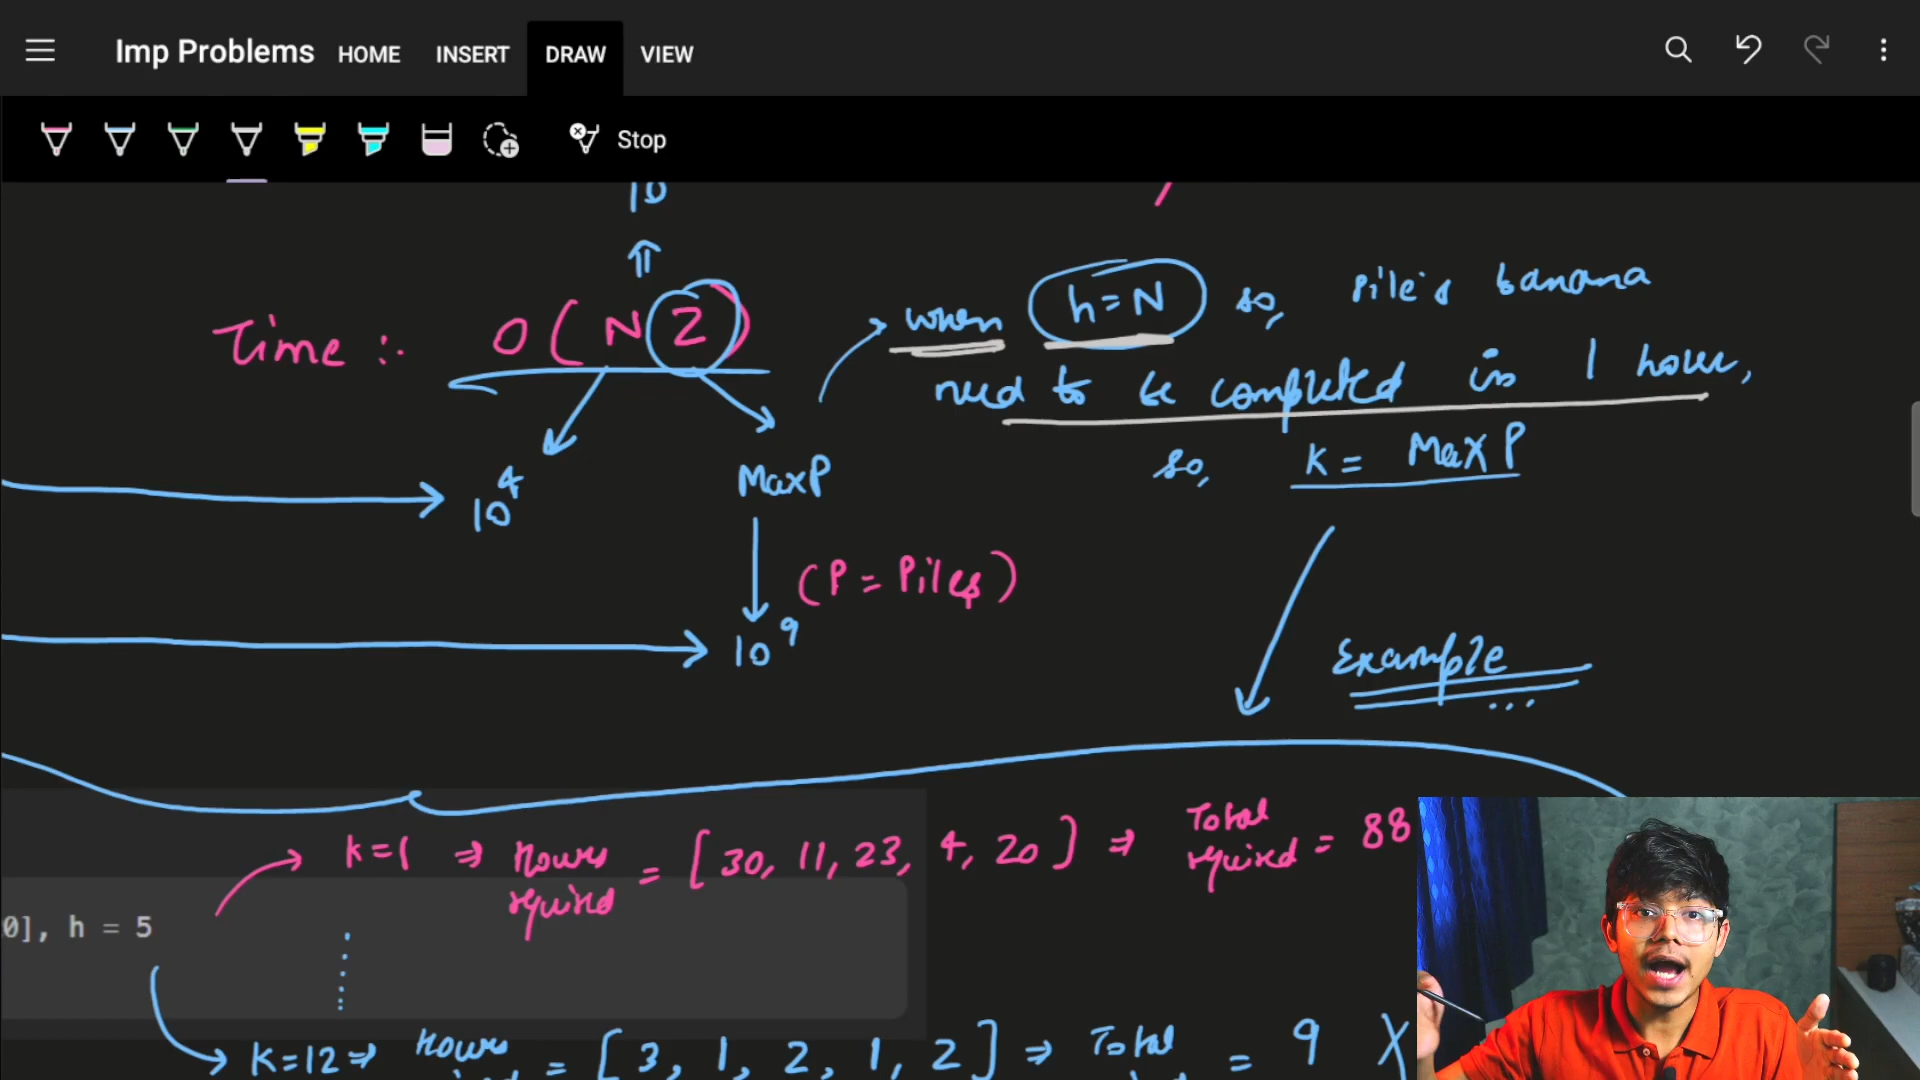 Imp Problems HOME INSERT DRAW VIEW
Stop
10
Time :- O ( N Z )
when h=N so, Pile's banana
need to be completed in 1 hour,
so, K = MaxP
10^4
MaxP
(P = Piles)
10^9
Example
...
K=1 ⇒ Hours required = [ 30, 11, 23, 4, 20 ] ⇒ Total required = 88
0], h = 5
K=12 ⇒ Hours = [ 3, 1, 2, 1, 2 ] ⇒ Total = 9 X